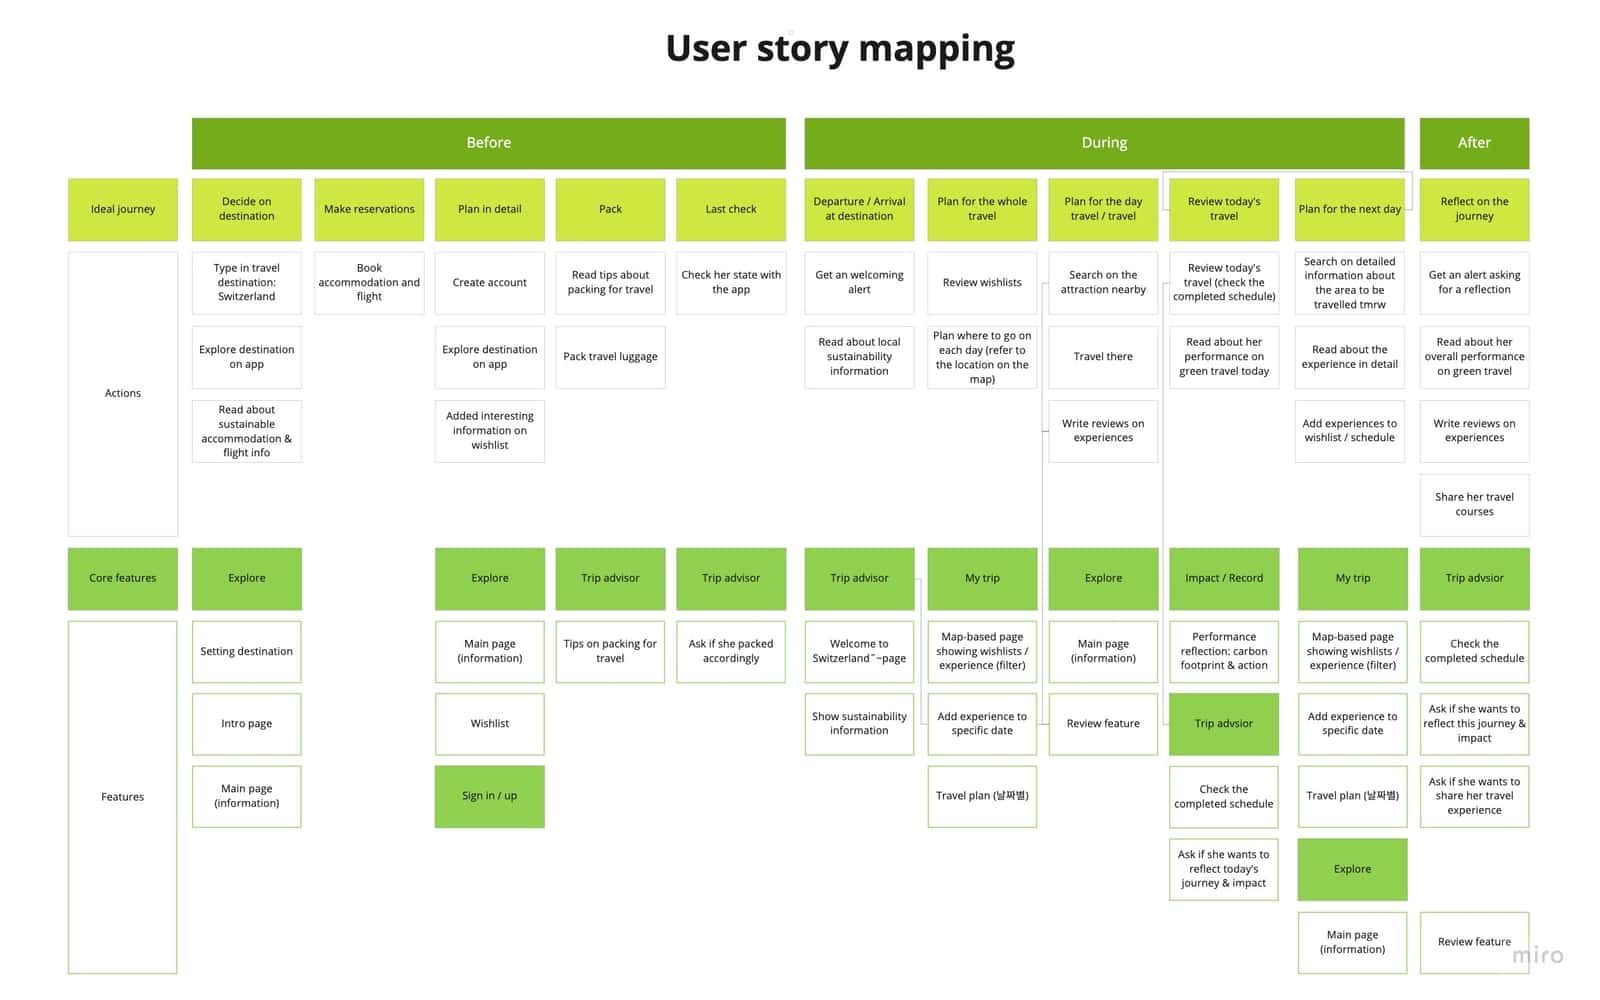 User story mapping
Before
During
After
Ideal journey
Decide on
destination
Make reservations
Plan in detail
Pack
Last check
Departure / Arrival
at destination
Plan for the whole
travel
Plan for the day
travel / travel
Review today's
travel
Plan for the next day
Reflect on the
journey
Actions
Type in travel
destination:
Switzerland
Book
accommodation and
flight
Create account
Read tips about
packing for travel
Check her state with
the app
Get an welcoming
alert
Review wishlists
Search on the
attraction nearby
Review today's
travel (check the
completed schedule)
Search on detailed
information about
the area to be
travelled tmrw
Get an alert asking
for a reflection
Explore destination
on app
Explore destination
on app
Pack travel luggage
Read about local
sustainability
information
Plan where to go on
each day (refer to
the location on the
map)
Travel there
Read about her
performance on
green travel today
Read about the
experience in detail
Read about her
overall performance
on green travel
Read about
sustainable
accommodation &
flight info
Added interesting
information on
wishlist
Write reviews on
experiences
Add experiences to
wishlist / schedule
Write reviews on
experiences
Share her travel
courses
Core features
Explore
Explore
Trip advisor
Trip advisor
Trip advisor
My trip
Explore
Impact / Record
My trip
Trip advsior
Features
Setting destination
Main page
(information)
Tips on packing for
travel
Ask if she packed
accordingly
Welcome to
Switzerland~~page
Map-based page
showing wishlists /
experience (filter)
Main page
(information)
Performance
reflection: carbon
footprint & action
Map-based page
showing wishlists /
experience (filter)
Check the
completed schedule
Intro page
Wishlist
Show sustainability
information
Add experience to
specific date
Review feature
Trip advsior
Add experience to
specific date
Ask if she wants to
reflect this journey &
impact
Main page
(information)
Sign in / up
Travel plan (날짜별)
Check the
completed schedule
Travel plan (날짜별)
Ask if she wants to
share her travel
experience
Ask if she wants to
reflect today's
journey & impact
Explore
Main page
(information)
Review feature
miro